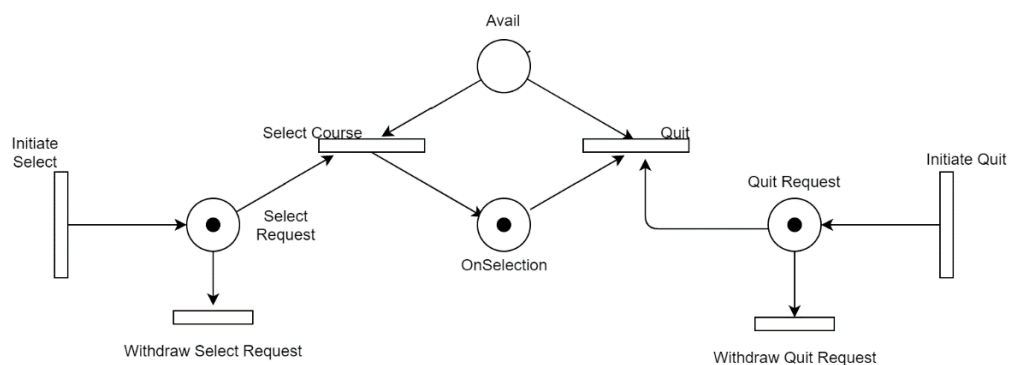 Avail
Select Course
Quit
Initiate
Select
Initiate Quit
Quit Request
Select
Request
OnSelection
Withdraw Select Request
Withdraw Quit Request